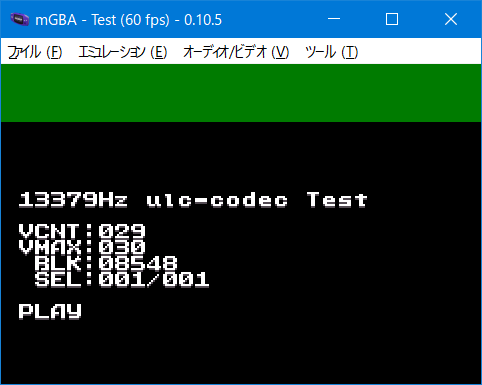 mGBA - Test (60 fps) - 0.10.5
ファイル (F) エミュレーション (E) オーディオ/ビデオ (V) ツール (T)
13379Hz ulc-codec Test
VCNT:029
VMAX:030
BLK:08548
SEL:001/001
PLAY